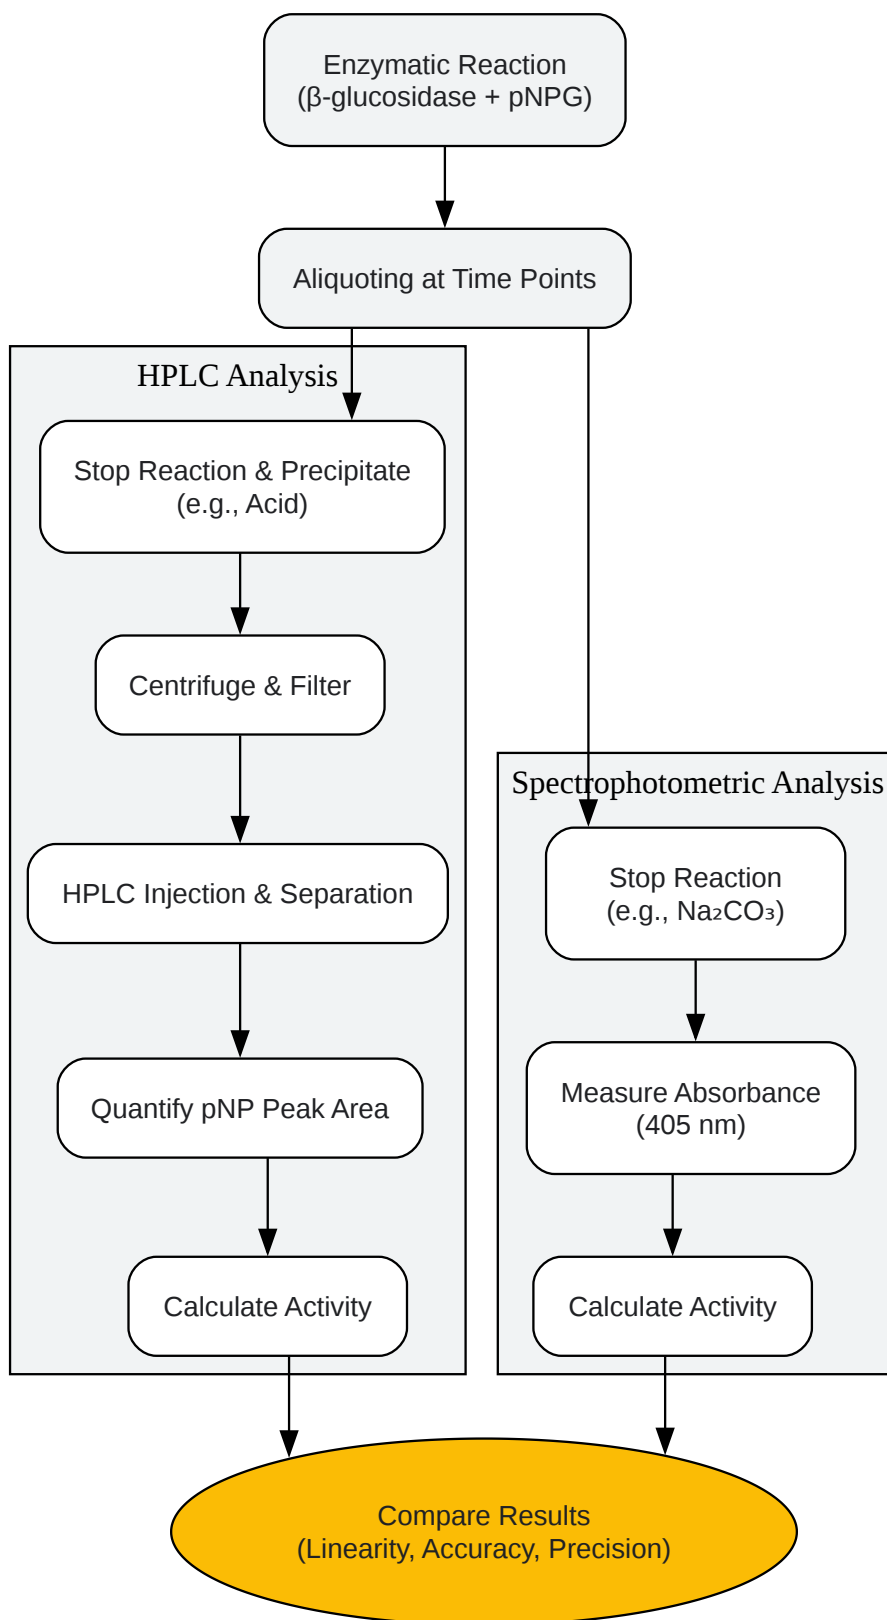 Enzymatic Reaction
(β-glucosidase + pNPG)
Aliquoting at Time Points
HPLC Analysis
Stop Reaction & Precipitate
(e.g., Acid)
Centrifuge & Filter
HPLC Injection & Separation
Quantify pNP Peak Area
Calculate Activity
Spectrophotometric Analysis
Stop Reaction
(e.g., Na₂CO₃)
Measure Absorbance
(405 nm)
Calculate Activity
Compare Results
(Linearity, Accuracy, Precision)